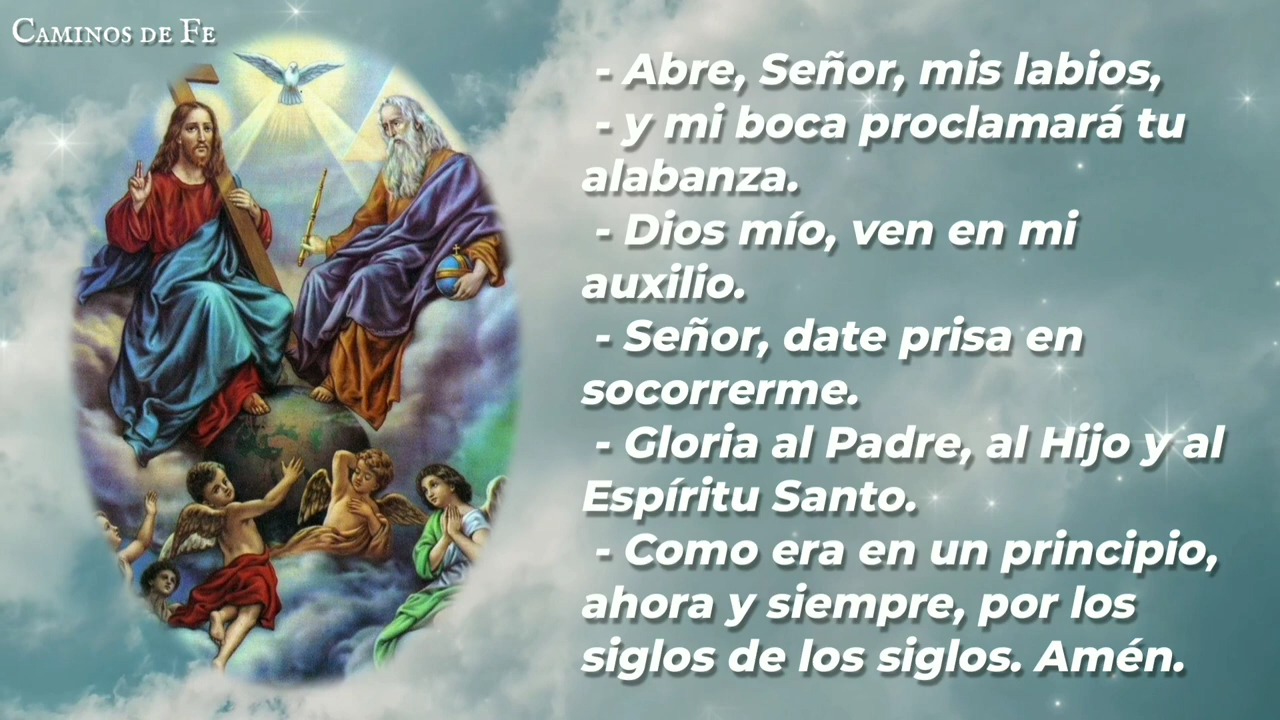 CAMINOS DE FE
- Abre, Señor, mis labios,
- y mi boca proclamará tu
alabanza.
- Dios mío, ven en mi
auxilio.
- Señor, date prisa en
socorrerme.
- Gloria al Padre, al Hijo y al
Espíritu Santo.
- Como era en un principio,
ahora y siempre, por los
siglos de los siglos. Amén.